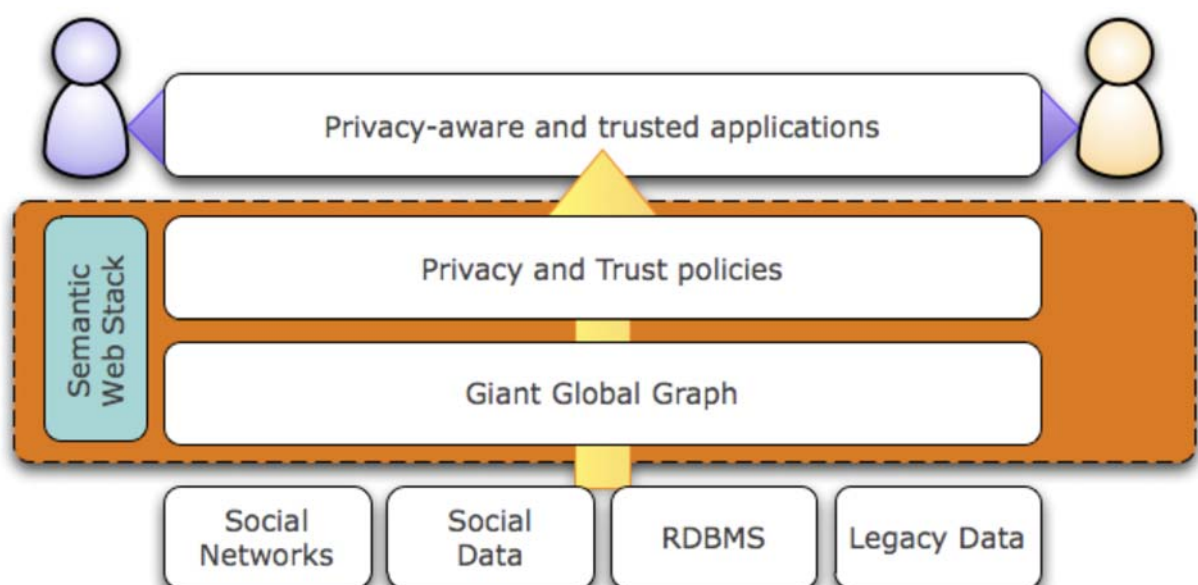 Privacy-aware and trusted applications
Semantic
Web Stack
Privacy and Trust policies
Giant Global Graph
Social
Networks
Social
Data
RDBMS
Legacy Data